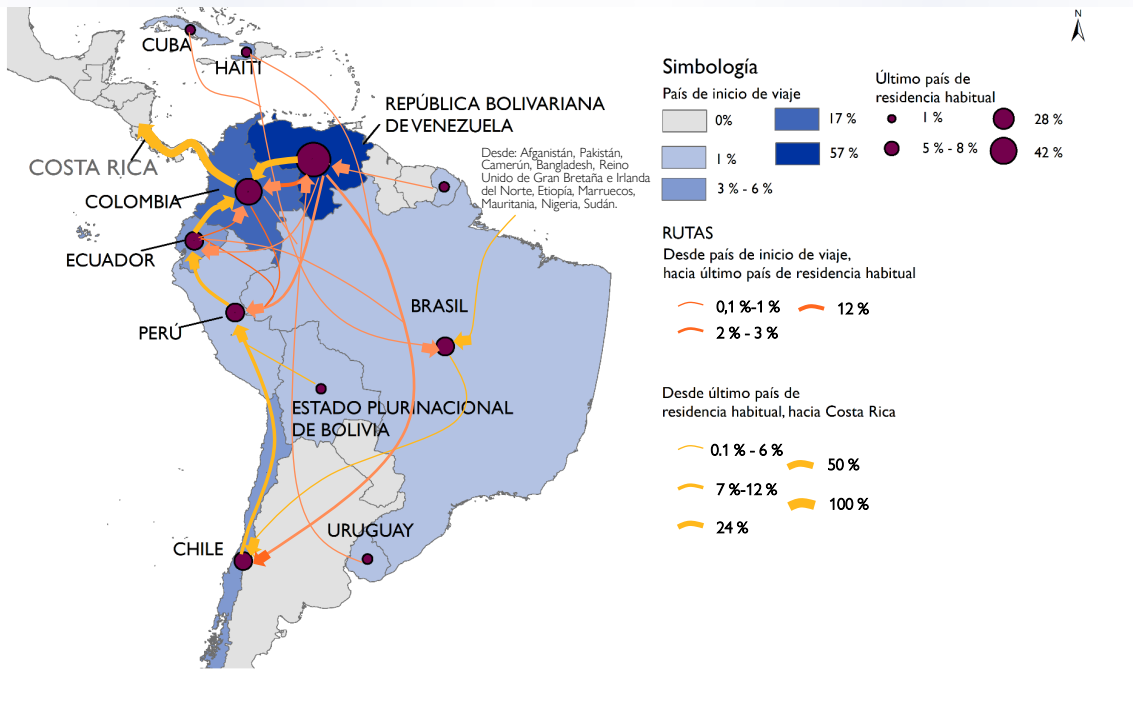 CUBA
HAITÍ
REPÚBLICA BOLIVARIANA
DE VENEZUELA
COSTA RICA
Desde: Afganistán, Pakistán,
Camerún, Bangladesh, Reino
Unido de Gran Bretaña e Irlanda
del Norte, Etiopía, Marruecos,
Mauritania, Nigeria, Sudán.
COLOMBIA
ECUADOR
BRASIL
PERÚ
ESTADO PLURINACIONAL
DE BOLIVIA
URUGUAY
CHILE
N
Simbología
País de inicio de viaje
0%
17 %
1 %
57 %
3 % - 6 %
Último país de
residencia habitual
1 %
28 %
5 % - 8 %
42 %
RUTAS
Desde país de inicio de viaje,
hacia último país de residencia habitual
0,1 %-1 %
12 %
2 % - 3 %
Desde último país de
residencia habitual, hacia Costa Rica
0.1 % - 6 %
50 %
7 %-12 %
100 %
24 %